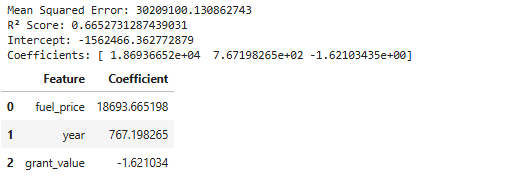 Mean Squared Error: 30209100.130862743
R² Score: 0.6652731287439031
Intercept: -1562466.362772879
Coefficients: [ 1.86936652e+04  7.67198265e+02 -1.62103435e+00]
Feature Coefficient
0 fuel_price 18693.665198
1 year 767.198265
2 grant_value -1.621034